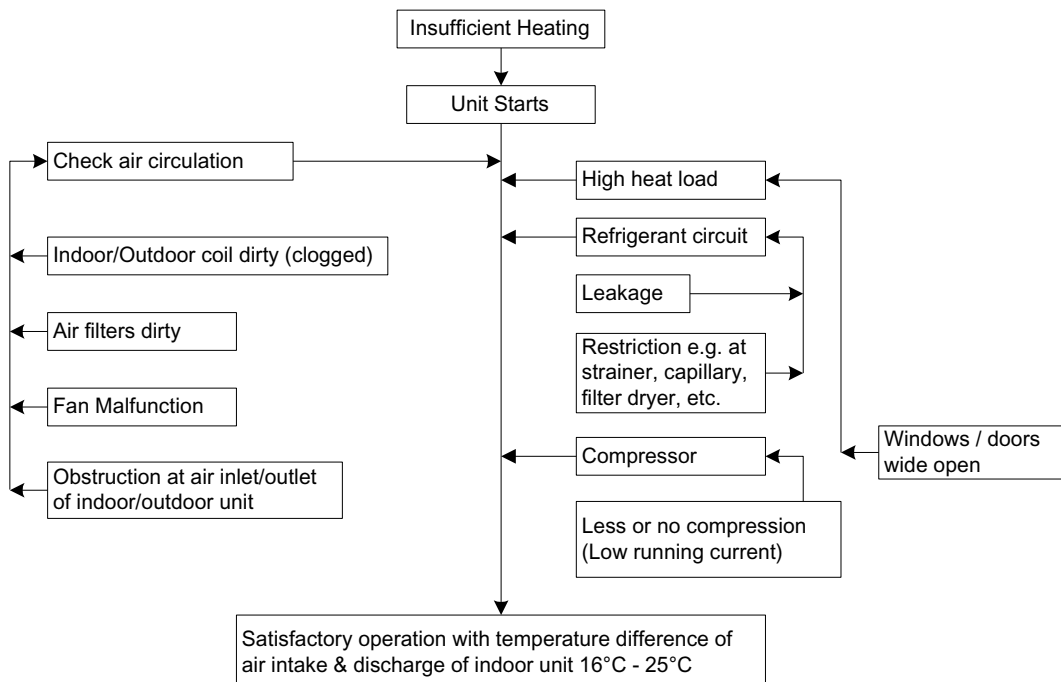 Insufficient Heating
Unit Starts
Check air circulation
Indoor/Outdoor coil dirty (clogged)
Air filters dirty
Fan Malfunction
Obstruction at air inlet/outlet
of indoor/outdoor unit
High heat load
Refrigerant circuit
Leakage
Restriction e.g. at
strainer, capillary,
filter dryer, etc.
Compressor
Less or no compression
(Low running current)
Windows / doors
wide open
Satisfactory operation with temperature difference of
air intake & discharge of indoor unit 16°C - 25°C